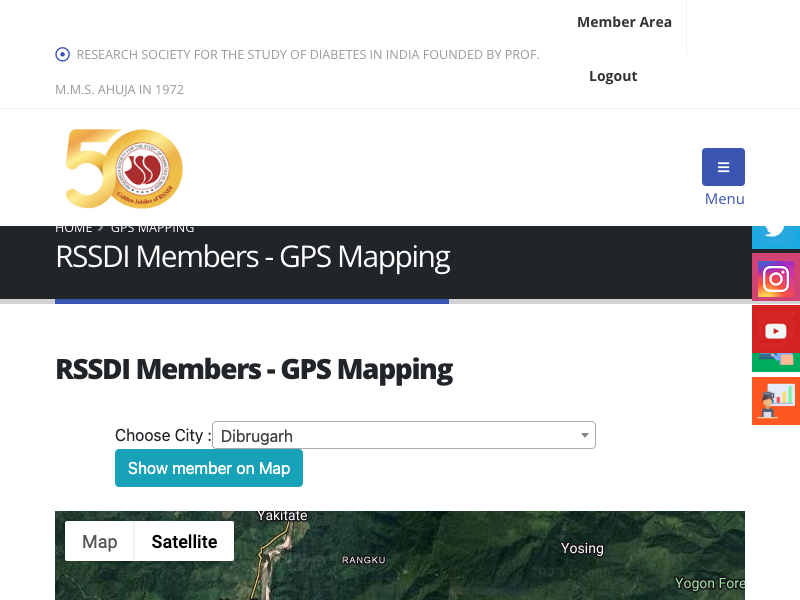 Member Area
RESEARCH SOCIETY FOR THE STUDY OF DIABETES IN INDIA FOUNDED BY PROF.
M.M.S. AHUJA IN 1972
Logout
50
Golden Jubilee of RSSDI
Menu
HOME > GPS MAPPING
RSSDI Members - GPS Mapping
RSSDI Members - GPS Mapping
Choose City : Dibrugarh
Show member on Map
Map Satellite
Yakitate
RANGKU
Yosing
Yogon Fore